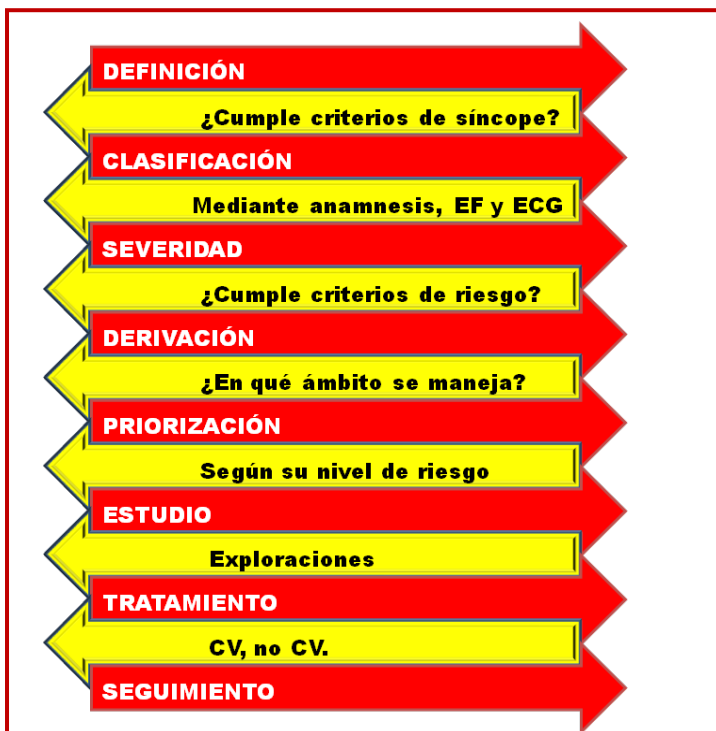 DEFINICIÓN
¿Cumple criterios de síncope?
CLASIFICACIÓN
Mediante anamnesis, EF y ECG
SEVERIDAD
¿Cumple criterios de riesgo?
DERIVACIÓN
¿En qué ámbito se maneja?
PRIORIZACIÓN
Según su nivel de riesgo
ESTUDIO
Exploraciones
TRATAMIENTO
CV, no CV.
SEGUIMIENTO